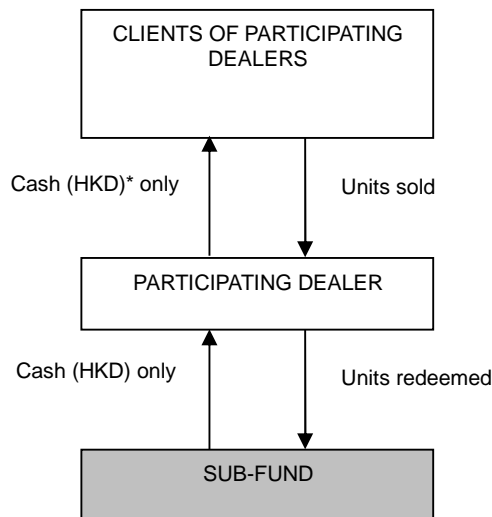 CLIENTS OF PARTICIPATING
DEALERS
Cash (HKD)* only
Units sold
PARTICIPATING DEALER
Cash (HKD) only
Units redeemed
SUB-FUND